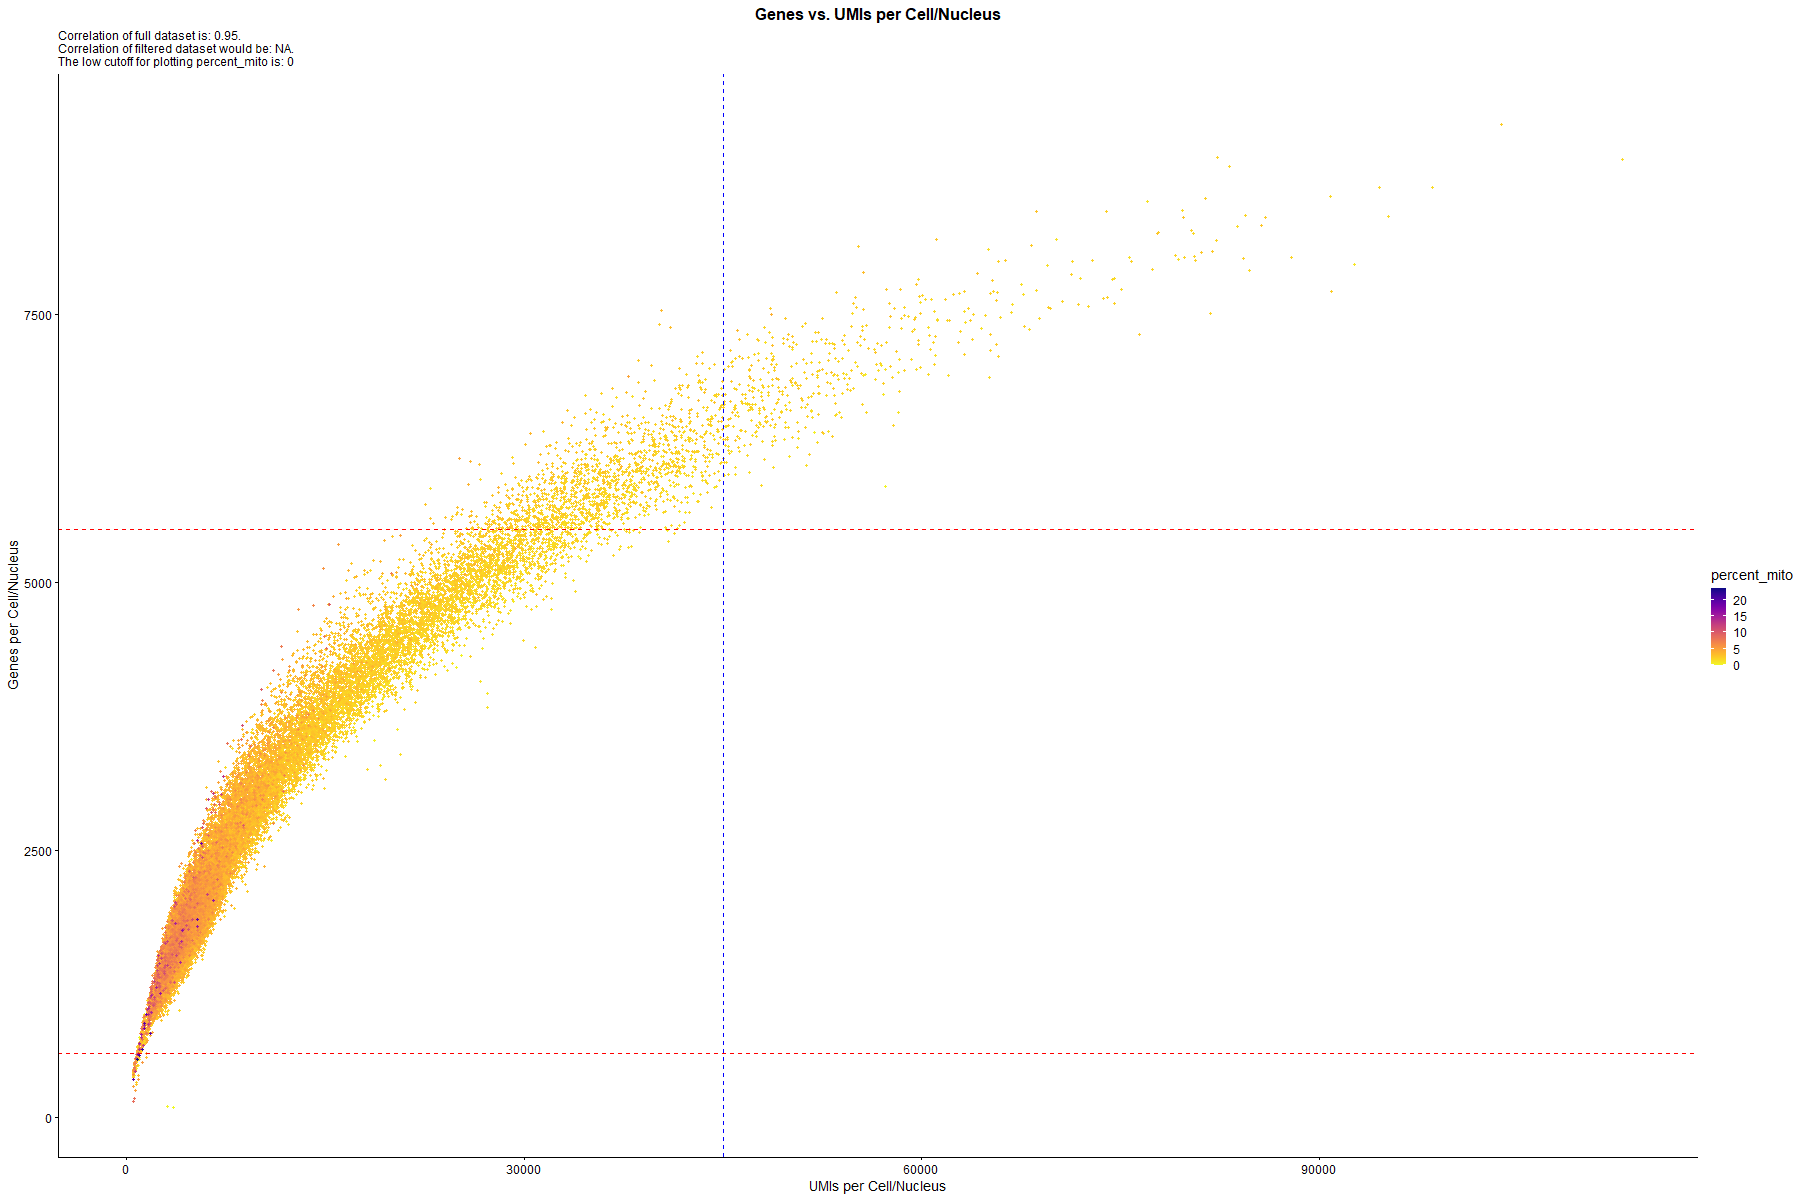 Genes vs. UMIs per Cell/Nucleus
Correlation of full dataset is: 0.95.
Correlation of filtered dataset would be: NA.
The low cutoff for plotting percent_mito is: 0
Genes per Cell/Nucleus
7500
5000
2500
0
0
30000
60000
90000
UMIs per Cell/Nucleus
percent_mito
20
15
10
5
0